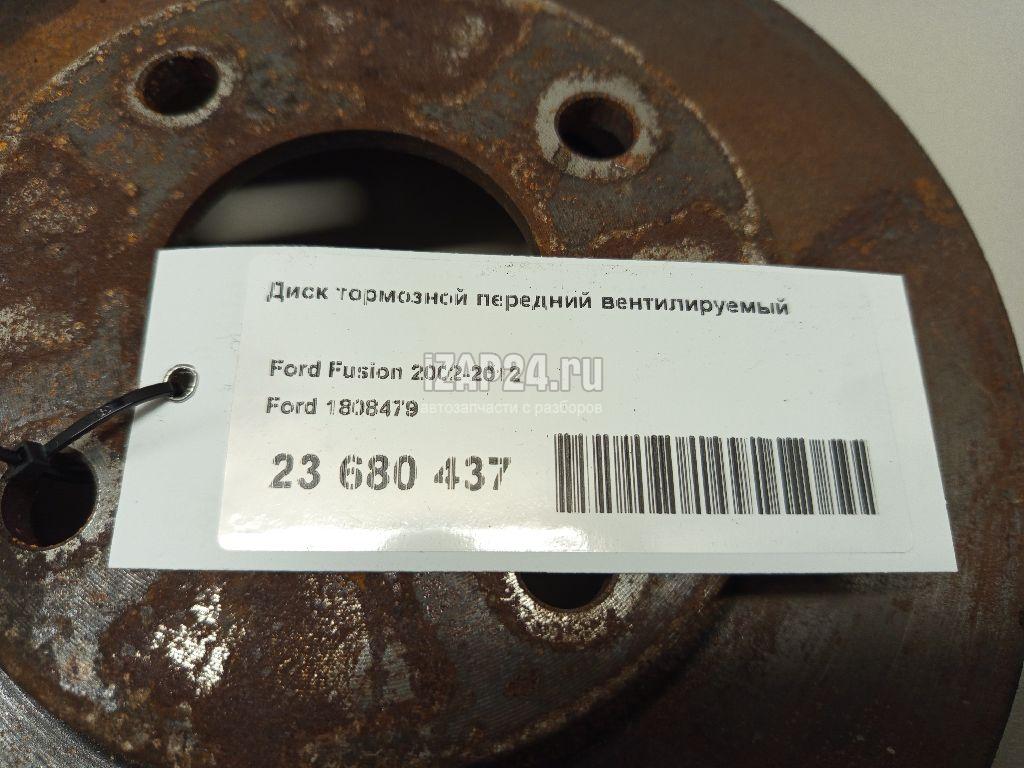 Диск тормозной передний вентилируемый
Ford Fusion 2002-2012
iZAP24.ru
Ford 1808479
автозапчасти с разборов
23 680 437